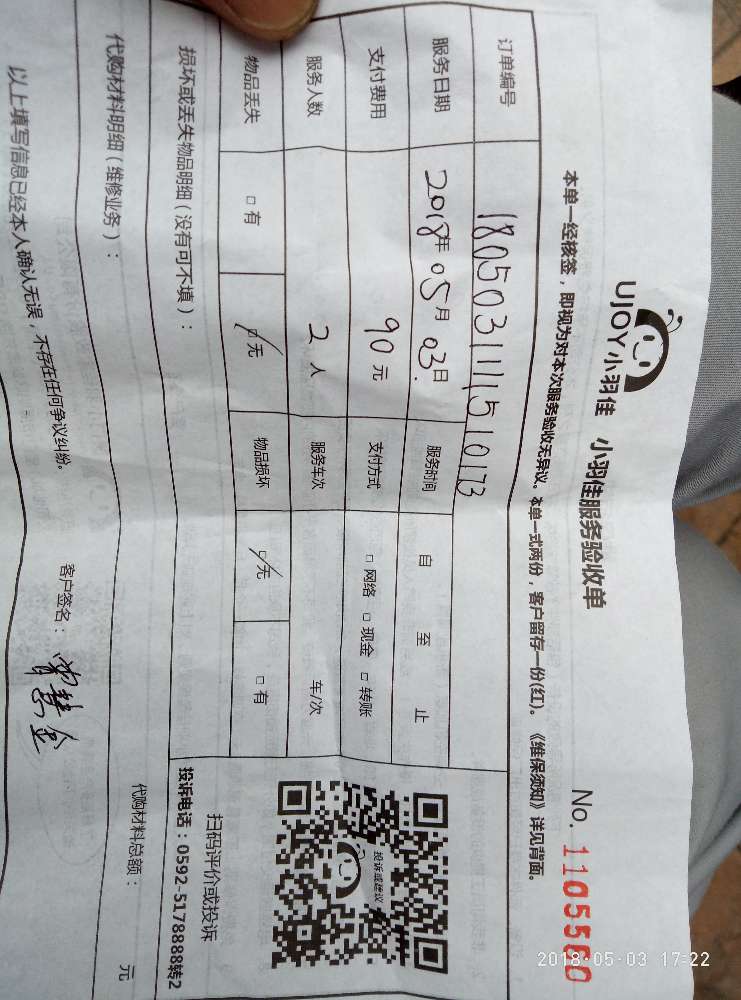 UJOY 小羽佳 小羽佳服务验收单
No. 1105560
本单一经核签，即视为对本次服务验收无异议。本单一式两份，客户留存一份(红)。《维保须知》详见背面。
订单编号 180503111510173
服务日期 2018年05月03日 服务时间 自 至 止
支付费用 90元 支付方式 □ 网络 □ 现金 □ 转账
服务人数 2人 服务车次 车/次
物品丢失 □ 有 □ 无 物品损坏 □ 无 □ 有
损坏或丢失物品明细（没有可不填）：
投诉或建议
扫码评价或投诉
投诉电话：0592-5178888转2
代购材料明细（维修业务）： 代购材料总额： 元
以上填写信息已经本人确认无误，不存在任何争议纠纷。 客户签名：
2018-05-03 17:22